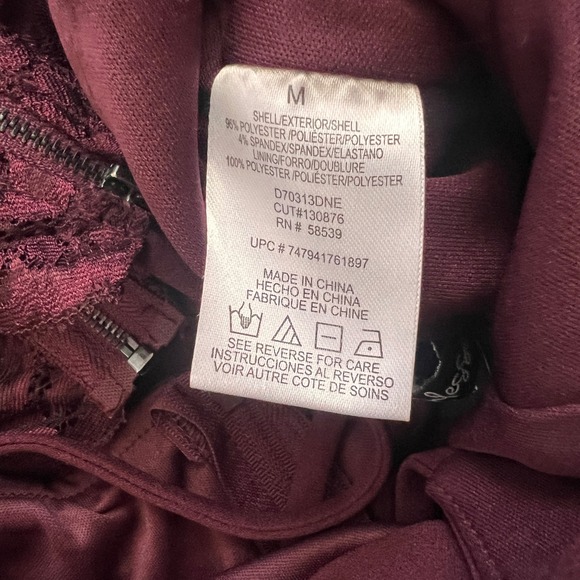 M
SHELL/EXTERIOR/SHELL
96% POLYESTER /POLIÉSTER/POLYESTER
4% SPANDEX/SPANDEX/ELASTANO
LINING/FORRO/DOUBLURE
100% POLYESTER /POLIÉSTER/POLYESTER
D70313DNE
CUT#130876
RN # 58539
UPC # 747941761897
MADE IN CHINA
HECHO EN CHINA
FABRIQUE EN CHINE
SEE REVERSE FOR CARE
INSTRUCCIONES AL REVERSO
VOIR AUTRE COTE DE SOINS